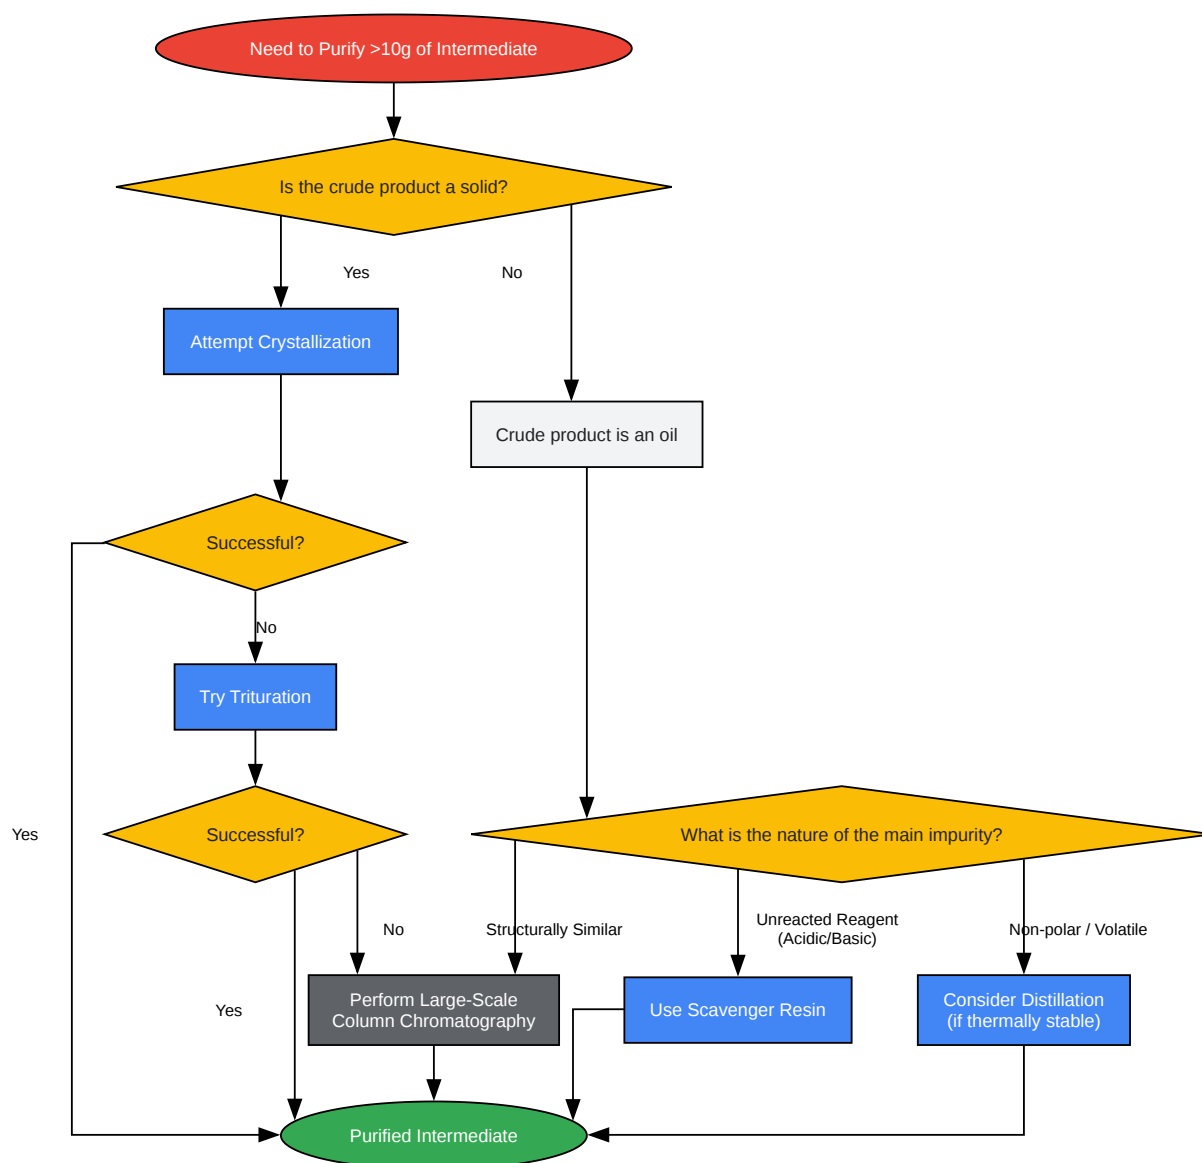 Need to Purify >10g of Intermediate
Is the crude product a solid?
Yes
No
Attempt Crystallization
Crude product is an oil
Successful?
No
Try Trituration
Yes
Successful?
What is the nature of the main impurity?
No
Structurally Similar
Unreacted Reagent
(Acidic/Basic)
Non-polar / Volatile
Yes
Perform Large-Scale
Column Chromatography
Use Scavenger Resin
Consider Distillation
(if thermally stable)
Purified Intermediate